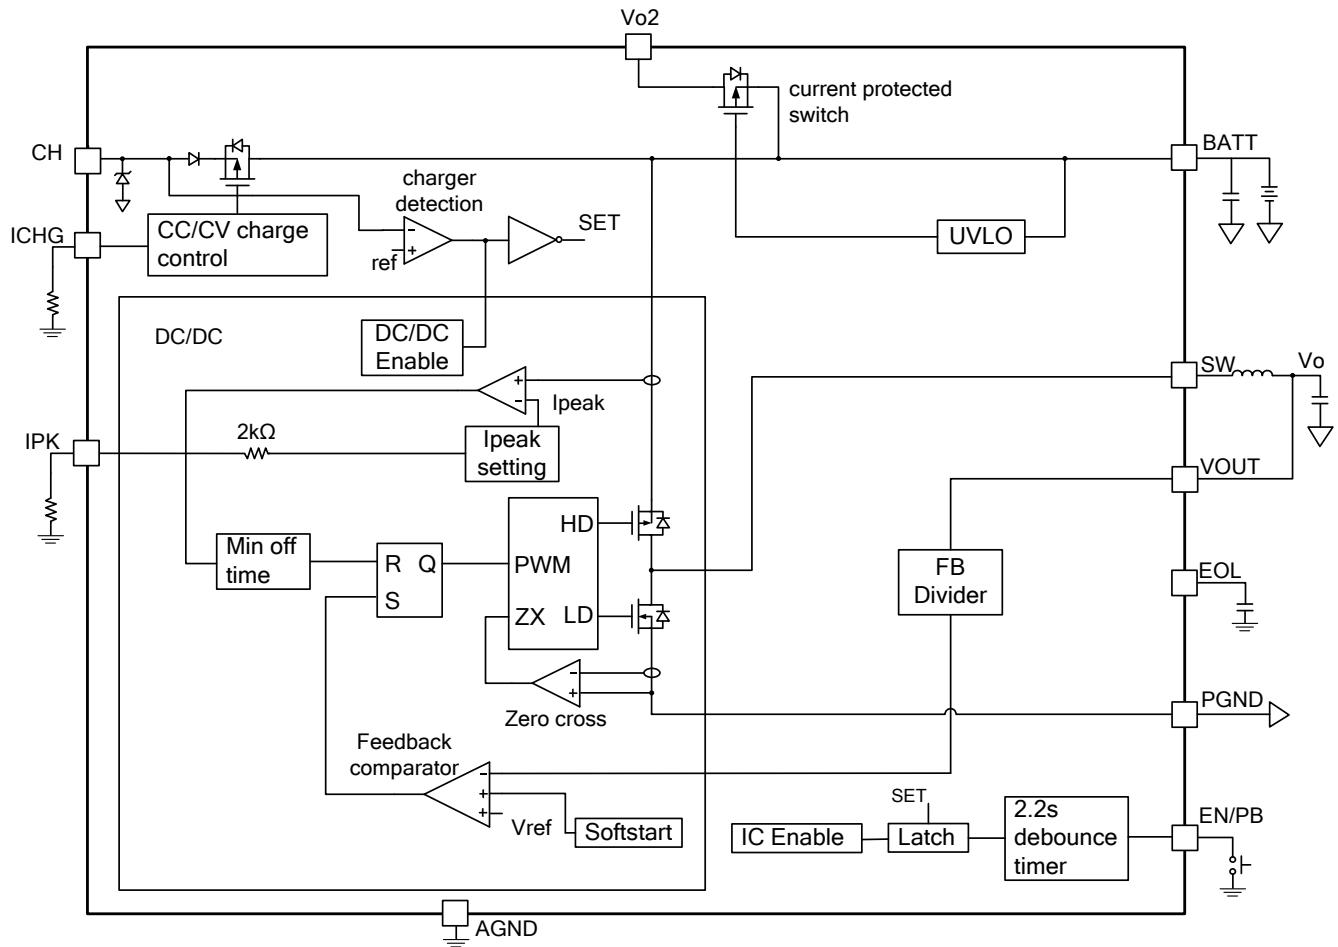 Vo2
current protected
switch
CH
BATT
charger
detection
SET
ICHG
CC/CV charge
control
ref
UVLO
DC/DC
DC/DC
Enable
SW
Vo
Ipeak
IPK
2kΩ
Ipeak
setting
VOUT
HD
Min off
time
R Q
PWM
FB
Divider
EOL
S
ZX
LD
Zero cross
PGND
Feedback
comparator
SET
2.2s
debounce
timer
EN/PB
Vref
Softstart
IC Enable
Latch
AGND